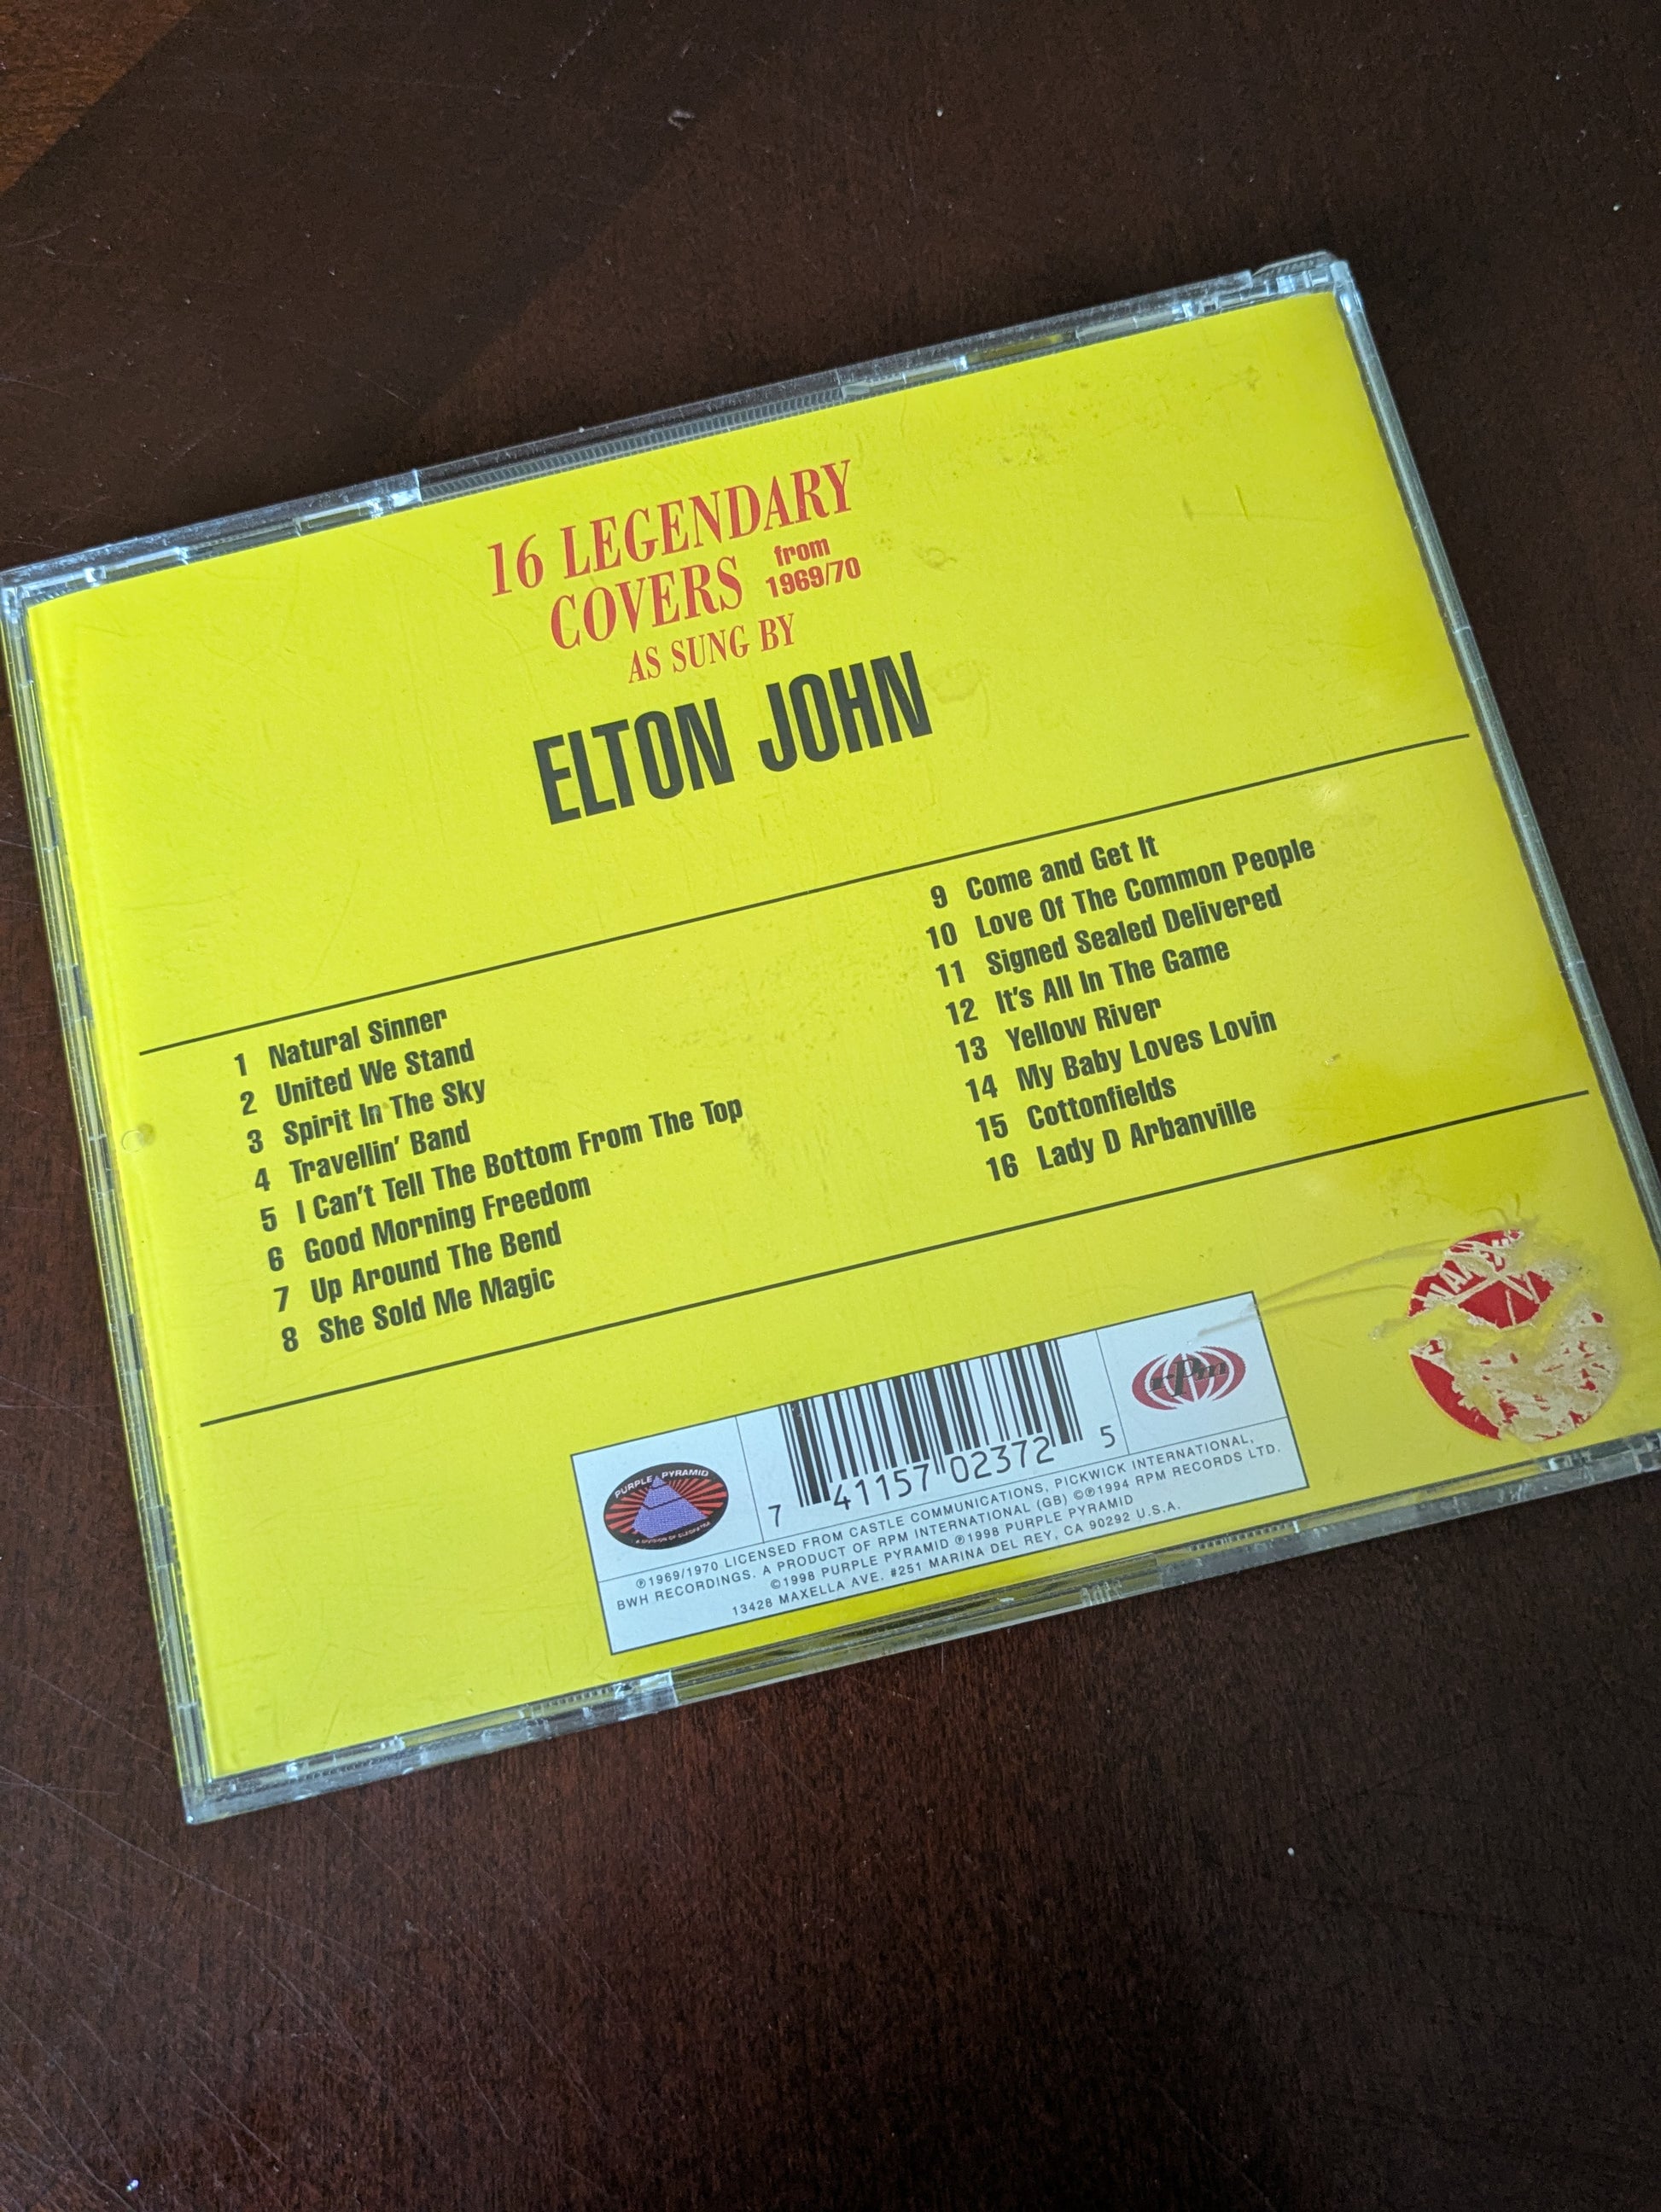 16 LEGENDARY
COVERS from 1969/70
AS SUNG BY
ELTON JOHN
1 Natural Sinner
2 United We Stand
3 Spirit In The Sky
4 Travellin' Band
5 I Can't Tell The Bottom From The Top
6 Good Morning Freedom
7 Up Around The Bend
8 She Sold Me Magic
9 Come and Get It
10 Love Of The Common People
11 Signed Sealed Delivered
12 It's All In The Game
13 Yellow River
14 My Baby Loves Lovin
15 Cottonfields
16 Lady D Arbanville
PURPLE PYRAMID
A DIVISION OF CLEOPATRA
7 41157 02372 5
rpm
℗1969/1970 LICENSED FROM CASTLE COMMUNICATIONS, PICKWICK INTERNATIONAL,
BWH RECORDINGS. A PRODUCT OF RPM INTERNATIONAL (GB) ©℗1994 RPM RECORDS LTD.
©1998 PURPLE PYRAMID ℗1998 PURPLE PYRAMID
13428 MAXELLA AVE. #251 MARINA DEL REY, CA 90292 U.S.A.